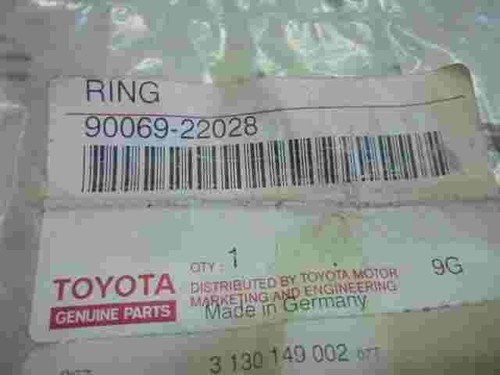 RING
90069-22028
QTY : 1
9G
TOYOTA
GENUINE PARTS
DISTRIBUTED BY TOYOTA MOTOR
MARKETING AND ENGINEERING
Made in Germany
3 130 149 002 077